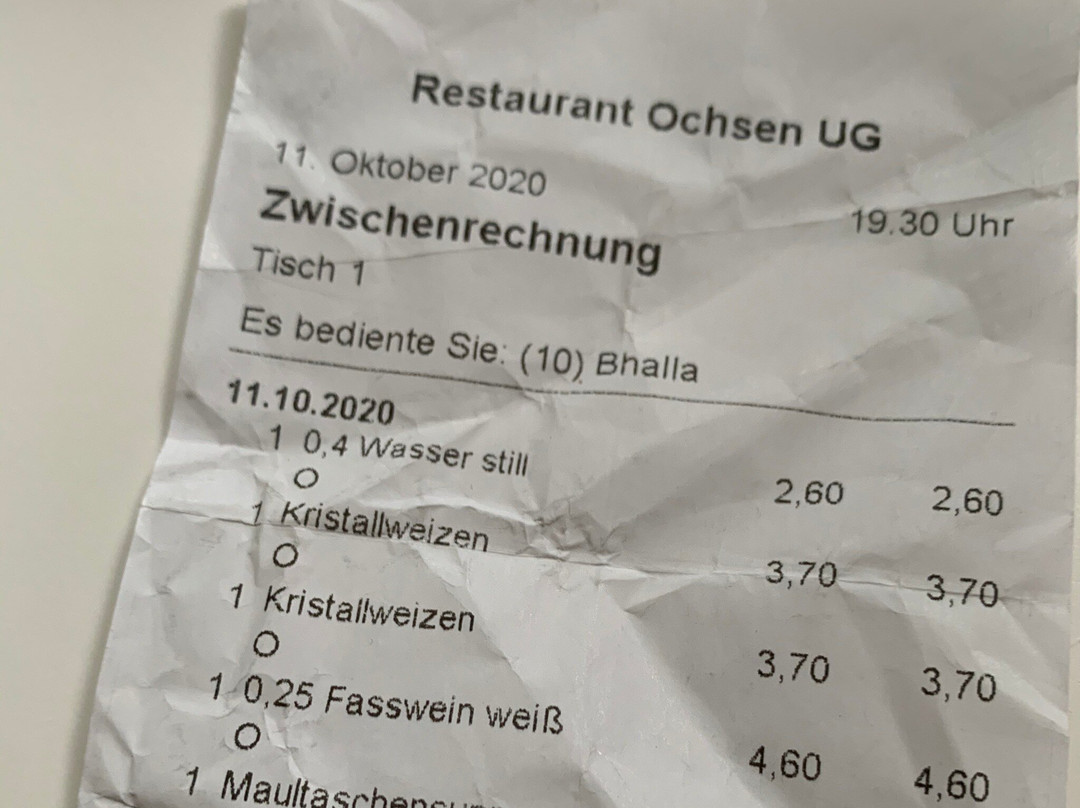 Restaurant Ochsen UG
11. Oktober 2020 19.30 Uhr
Zwischenrechnung
Tisch 1
Es bediente Sie: (10) Bhalla
11.10.2020
1 0,4 Wasser still 2,60 2,60
O
1 Kristallweizen 3,70 3,70
O
1 Kristallweizen 3,70 3,70
O
1 0,25 Fasswein weiß 4,60 4,60
O
1